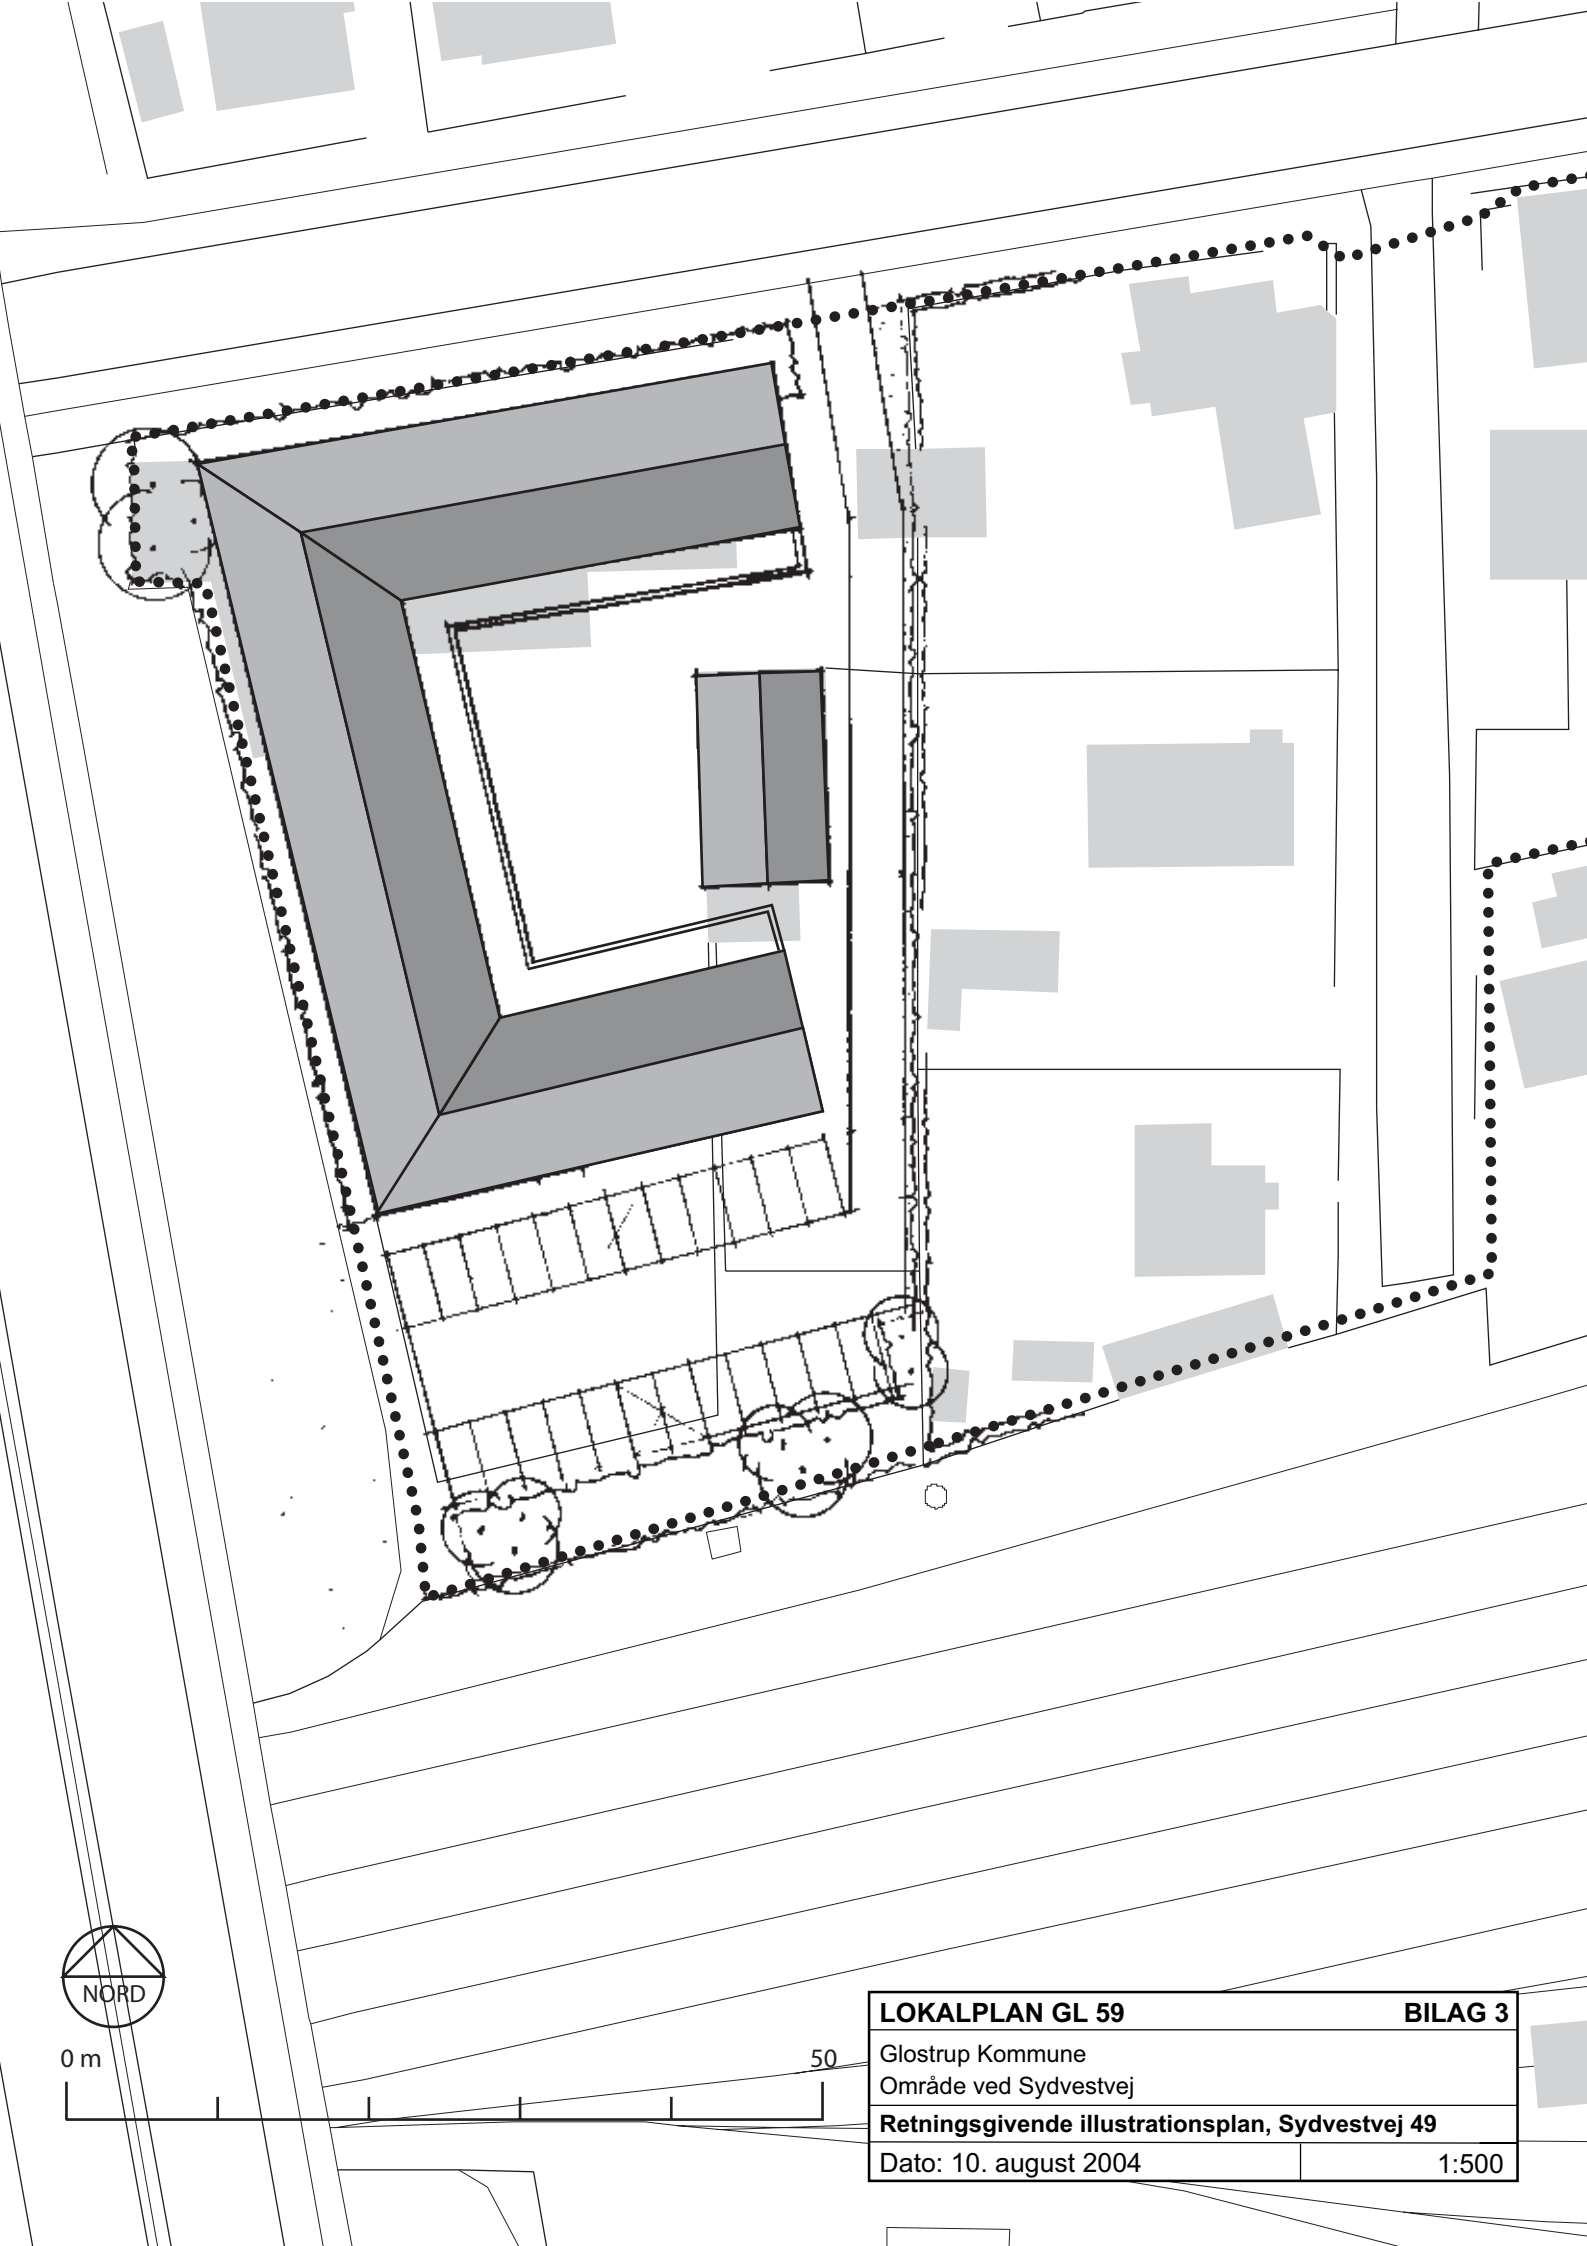 NORD
0 m 50
LOKALPLAN GL 59 BILAG 3
Glostrup Kommune
Område ved Sydvestvej
Retningsgivende illustrationsplan, Sydvestvej 49
Dato: 10. august 2004 1:500